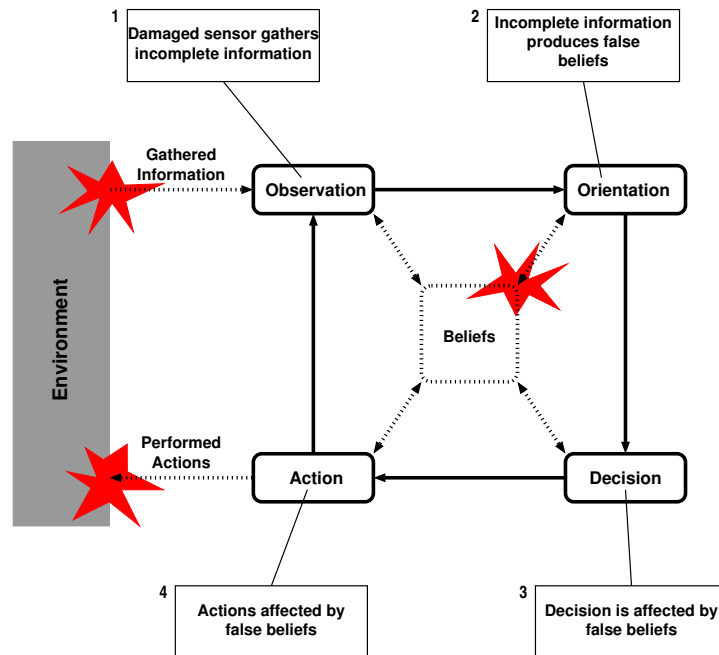 1
Damaged sensor gathers
incomplete information
2
Incomplete information
produces false
beliefs
Gathered
Information
Observation
Orientation
Environment
Beliefs
Performed
Actions
Action
Decision
4
Actions affected by
false beliefs
3
Decision is affected by
false beliefs